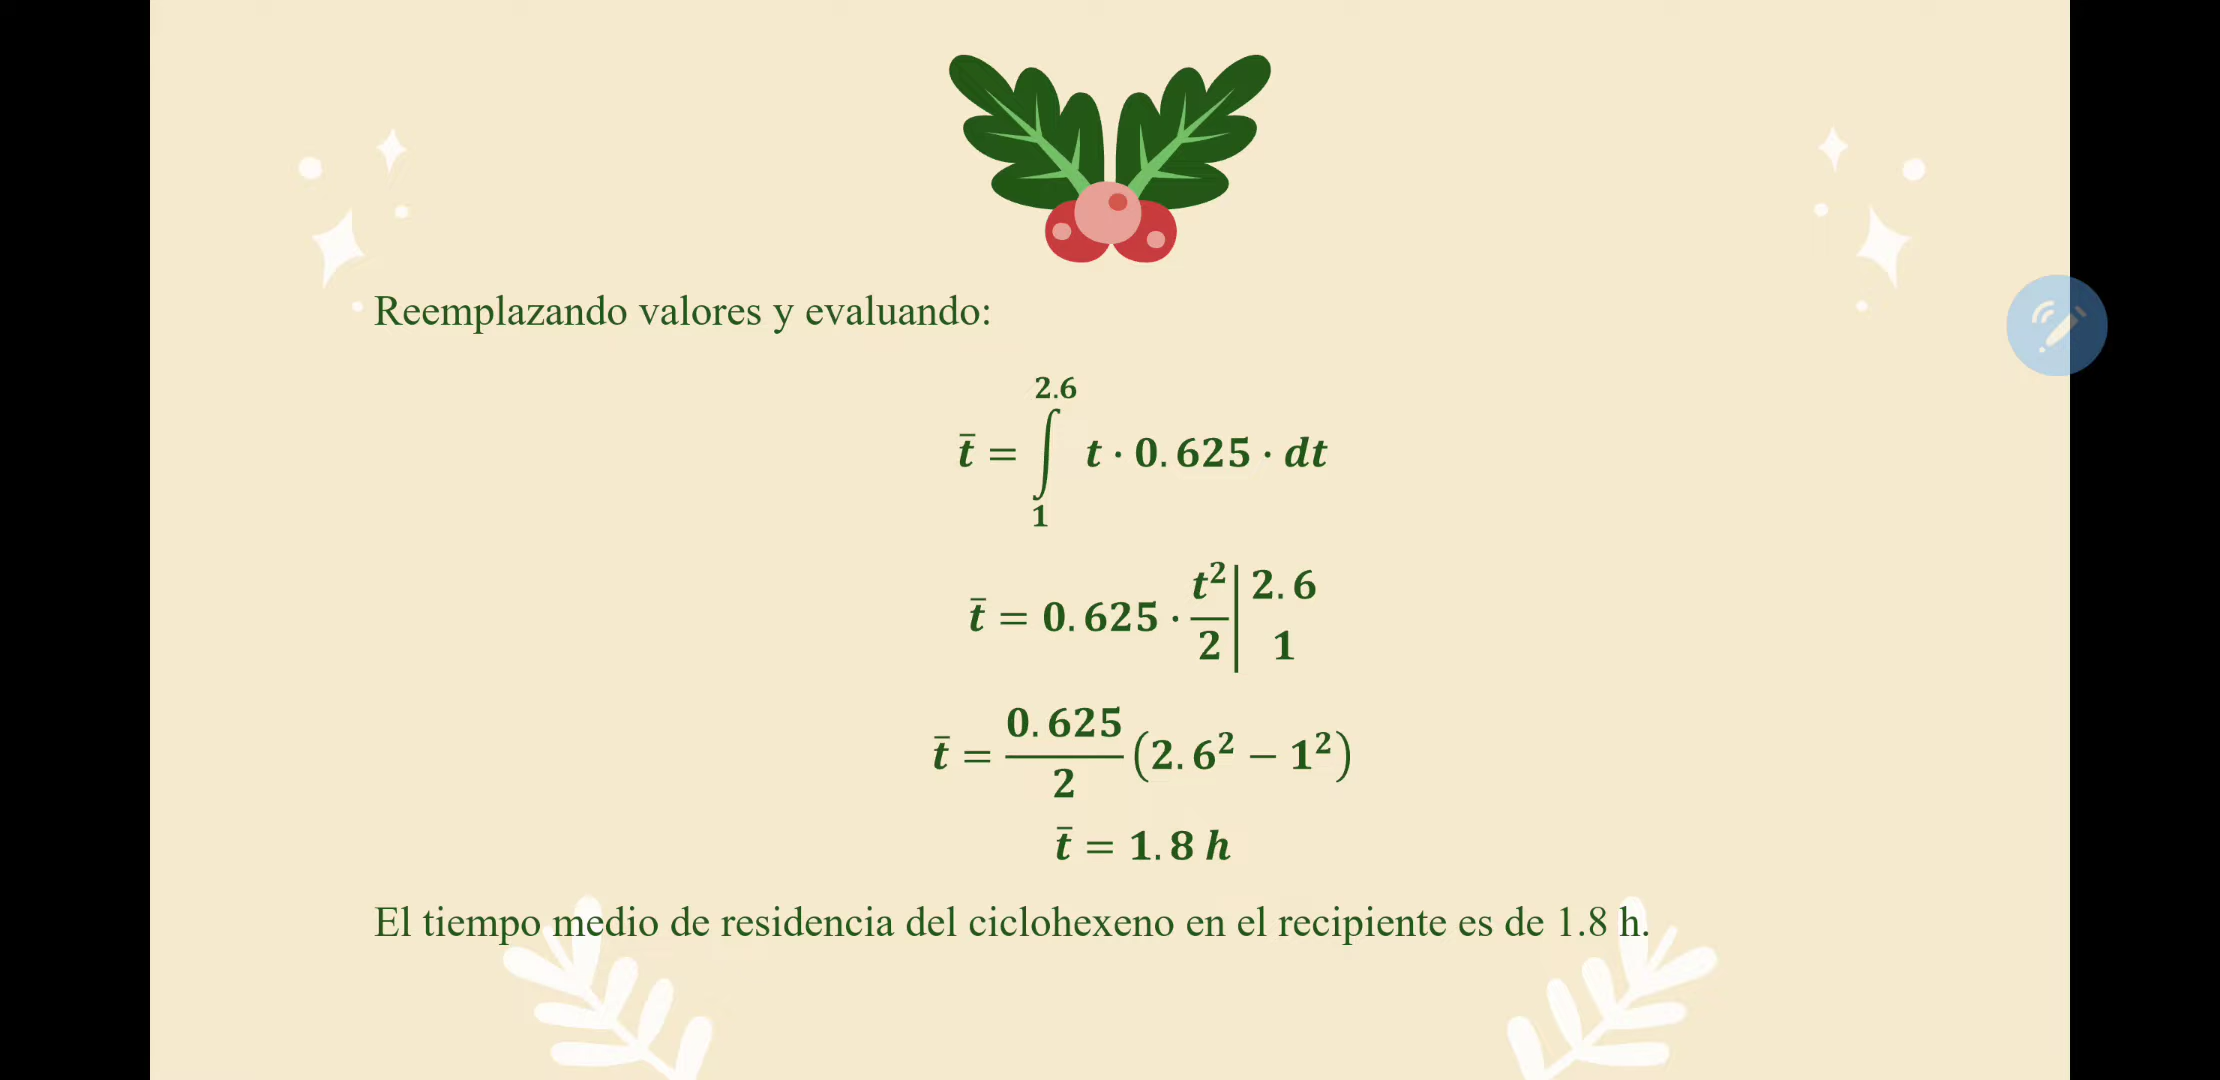 Reemplazando valores y evaluando:
t̄ = ∫₁^2.6 t · 0.625 · dt
t̄ = 0.625 · t²/2 | 2.6 1
t̄ = 0.625/2 (2.6² − 1²)
t̄ = 1.8 h
El tiempo medio de residencia del ciclohexeno en el recipiente es de 1.8 h.